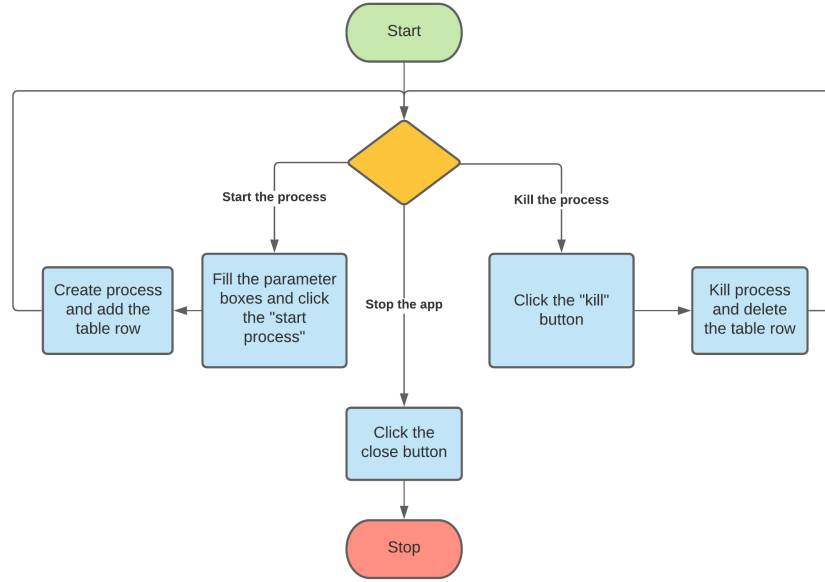 Start
Start the process
Kill the process
Create process
and add the
table row
Fill the parameter
boxes and click
the "start
process"
Stop the app
Click the "kill"
button
Kill process
and delete
the table row
Click the
close button
Stop